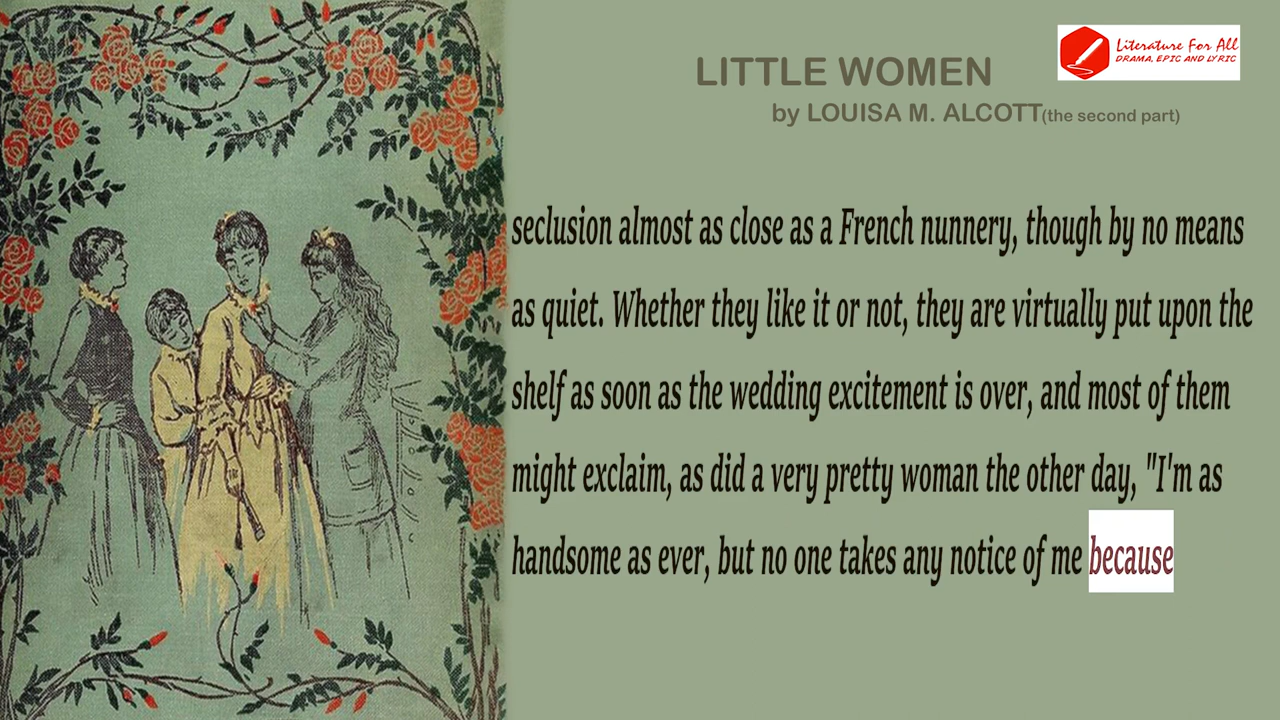 LITTLE WOMEN
by LOUISA M. ALCOTT(the second part)
Literature For All
DRAMA, EPIC AND LYRIC
seclusion almost as close as a French nunnery, though by no means
as quiet. Whether they like it or not, they are virtually put upon the
shelf as soon as the wedding excitement is over, and most of them
might exclaim, as did a very pretty woman the other day, "I'm as
handsome as ever, but no one takes any notice of me because